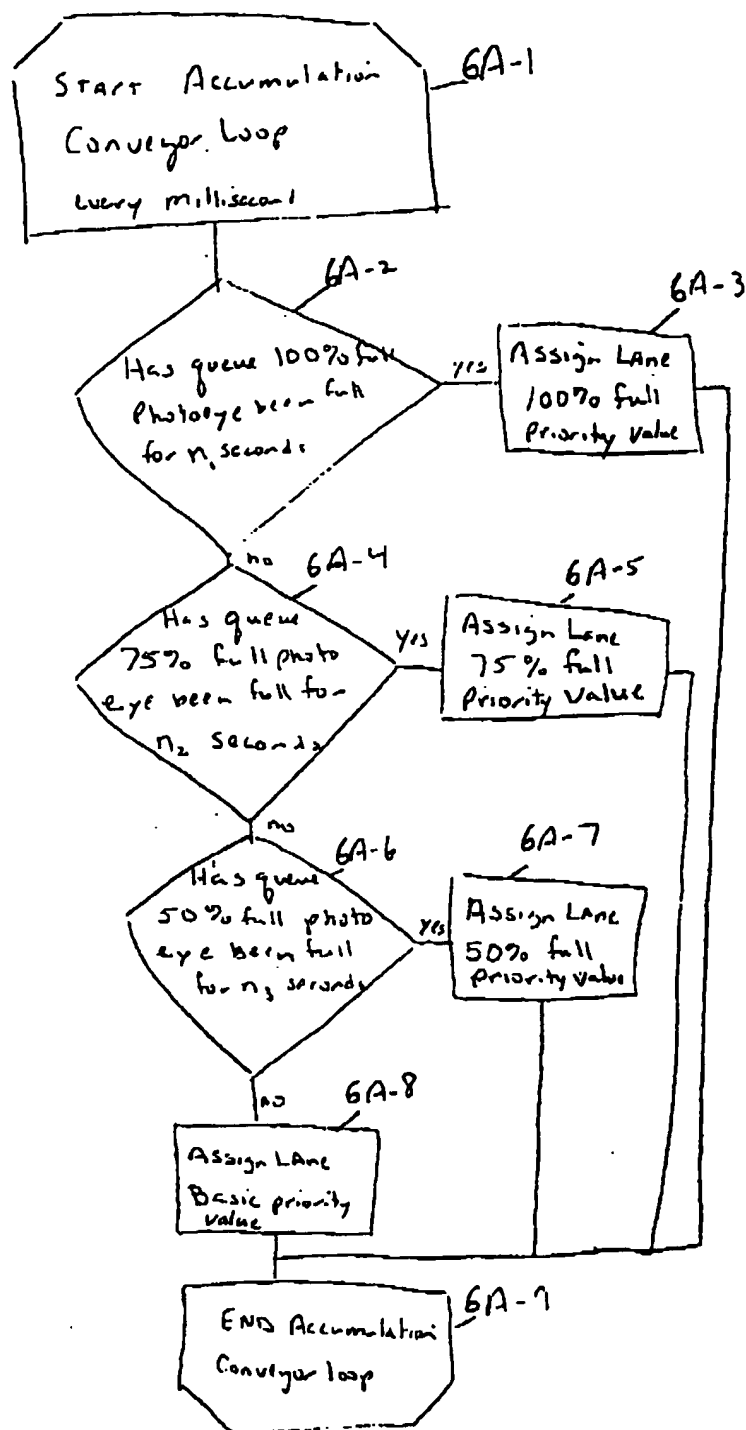 6A-1
START Accumulation
Conveyor Loop
every millisecond
6A-2
Has queue 100% full
Photoeye been full
for n₁ seconds
yes
6A-3
Assign Lane
100% full
priority value
no
6A-4
Has queue
75% full photo
eye been full for
n₂ seconds
yes
6A-5
Assign Lane
75% full
priority value
no
6A-6
Has queue
50% full photo
eye been full
for n₃ seconds
yes
6A-7
Assign Lane
50% full
priority value
no
6A-8
Assign Lane
Basic priority
value
6A-9
END Accumulation
Conveyor loop